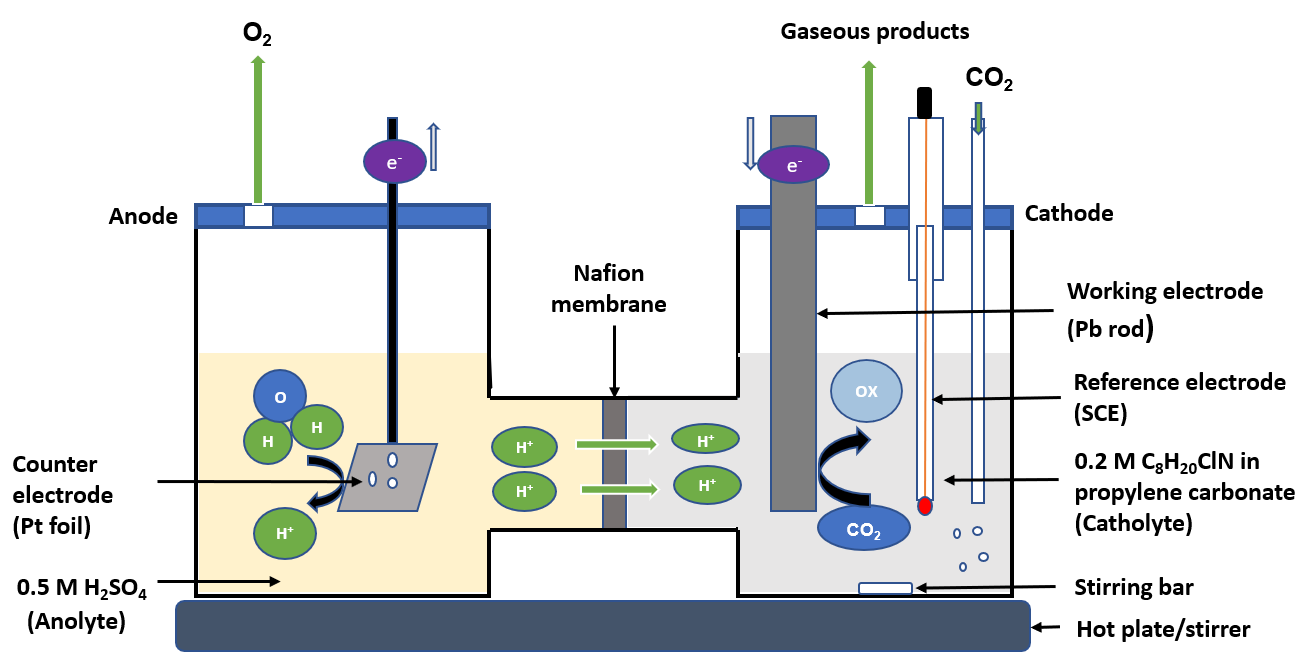 O₂
Gaseous products
CO₂
e⁻
e⁻
Anode
Cathode
Nafion
membrane
Working electrode
(Pb rod)
Reference electrode
(SCE)
O
H
H
OX
H⁺
H⁺
H⁺
H⁺
Counter
electrode
(Pt foil)
0.2 M C₈H₂₀ClN in
propylene carbonate
(Catholyte)
H⁺
CO₂
0.5 M H₂SO₄
(Anolyte)
Stirring bar
Hot plate/stirrer